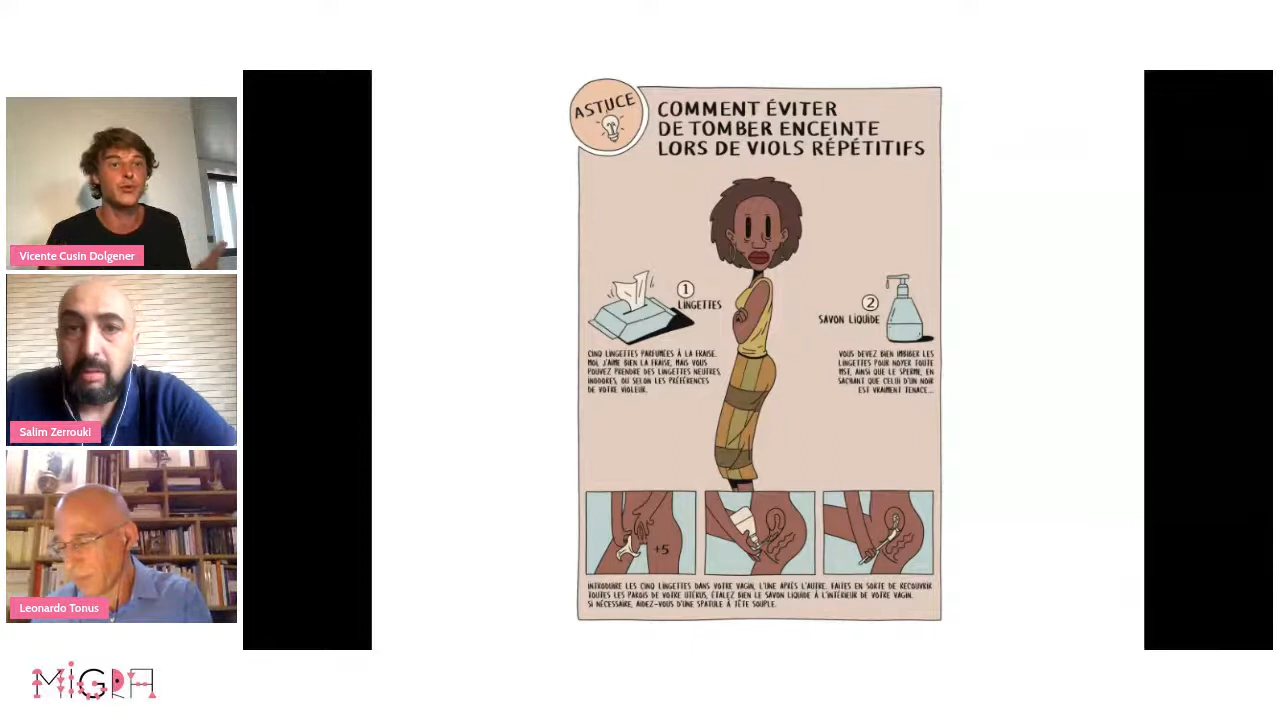 ASTUCE
COMMENT ÉVITER
DE TOMBER ENCEINTE
LORS DE VIOLS RÉPÉTITIFS
1
LINGETTES
2
SAVON LIQUIDE
CINQ LINGETTES PARFUMÉES À LA FRAISE.
MOI, J'AIME BIEN LA FRAISE, MAIS VOUS
POUVEZ PRENDRE DES LINGETTES NEUTRES,
INODORES, OU SELON LES PRÉFÉRENCES
DE VOTRE VIOLEUR.
VOUS DEVEZ BIEN IMBIBER LES
LINGETTES POUR NOYER TOUTE
MST, AINSI QUE LE SPERME, EN
SACHANT QUE CELUI D'UN NOIR
EST VRAIMENT TENACE...
+5
INTRODUIRE LES CINQ LINGETTES DANS VOTRE VAGIN, L'UNE APRÈS L'AUTRE. FAITES EN SORTE DE RECOUVRIR
TOUTES LES PAROIS DE VOTRE UTÉRUS, ÉTALEZ BIEN LE SAVON LIQUIDE À L'INTÉRIEUR DE VOTRE VAGIN.
SI NÉCESSAIRE, AIDEZ-VOUS D'UNE SPATULE À TÊTE SOUPLE.
Vicente Cusin Dolgener
Salim Zerrouki
Leonardo Tonus
MIGRA